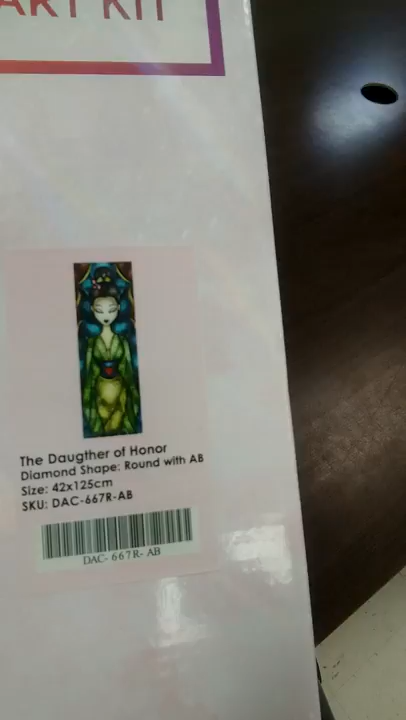 ART KIT
The Daugther of Honor
Diamond Shape: Round with AB
Size: 42x125cm
SKU: DAC-667R-AB
DAC- 667R- AB